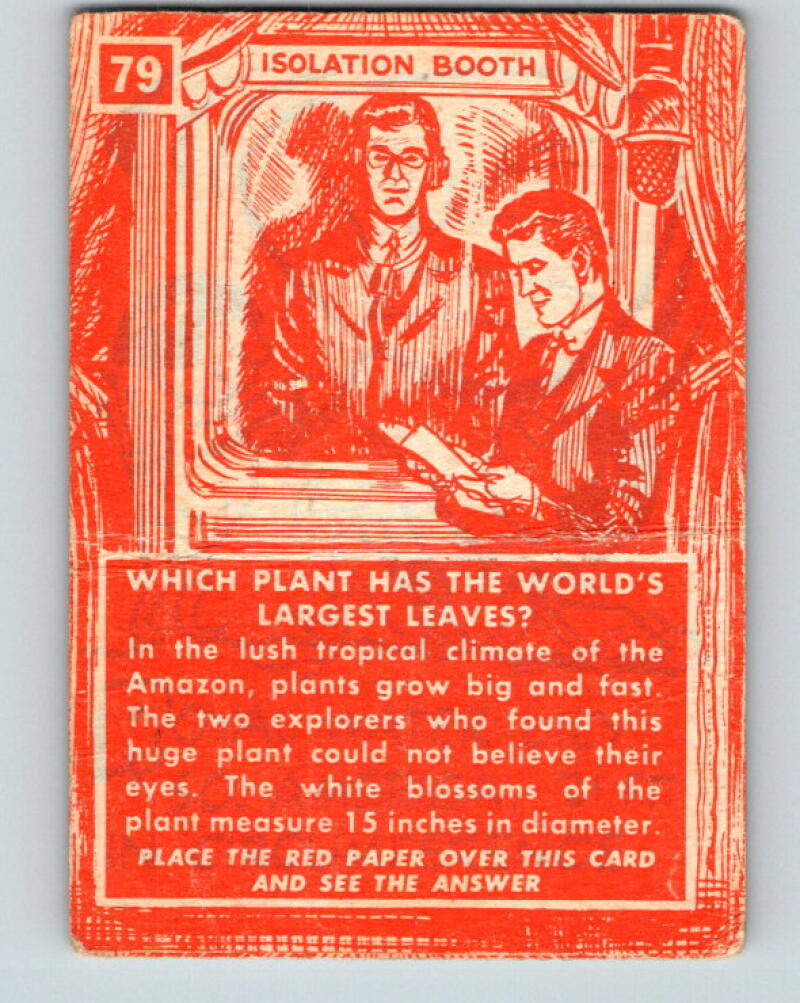 79
ISOLATION BOOTH
WHICH PLANT HAS THE WORLD'S
LARGEST LEAVES?
In the lush tropical climate of the
Amazon, plants grow big and fast.
The two explorers who found this
huge plant could not believe their
eyes. The white blossoms of the
plant measure 15 inches in diameter.
PLACE THE RED PAPER OVER THIS CARD
AND SEE THE ANSWER